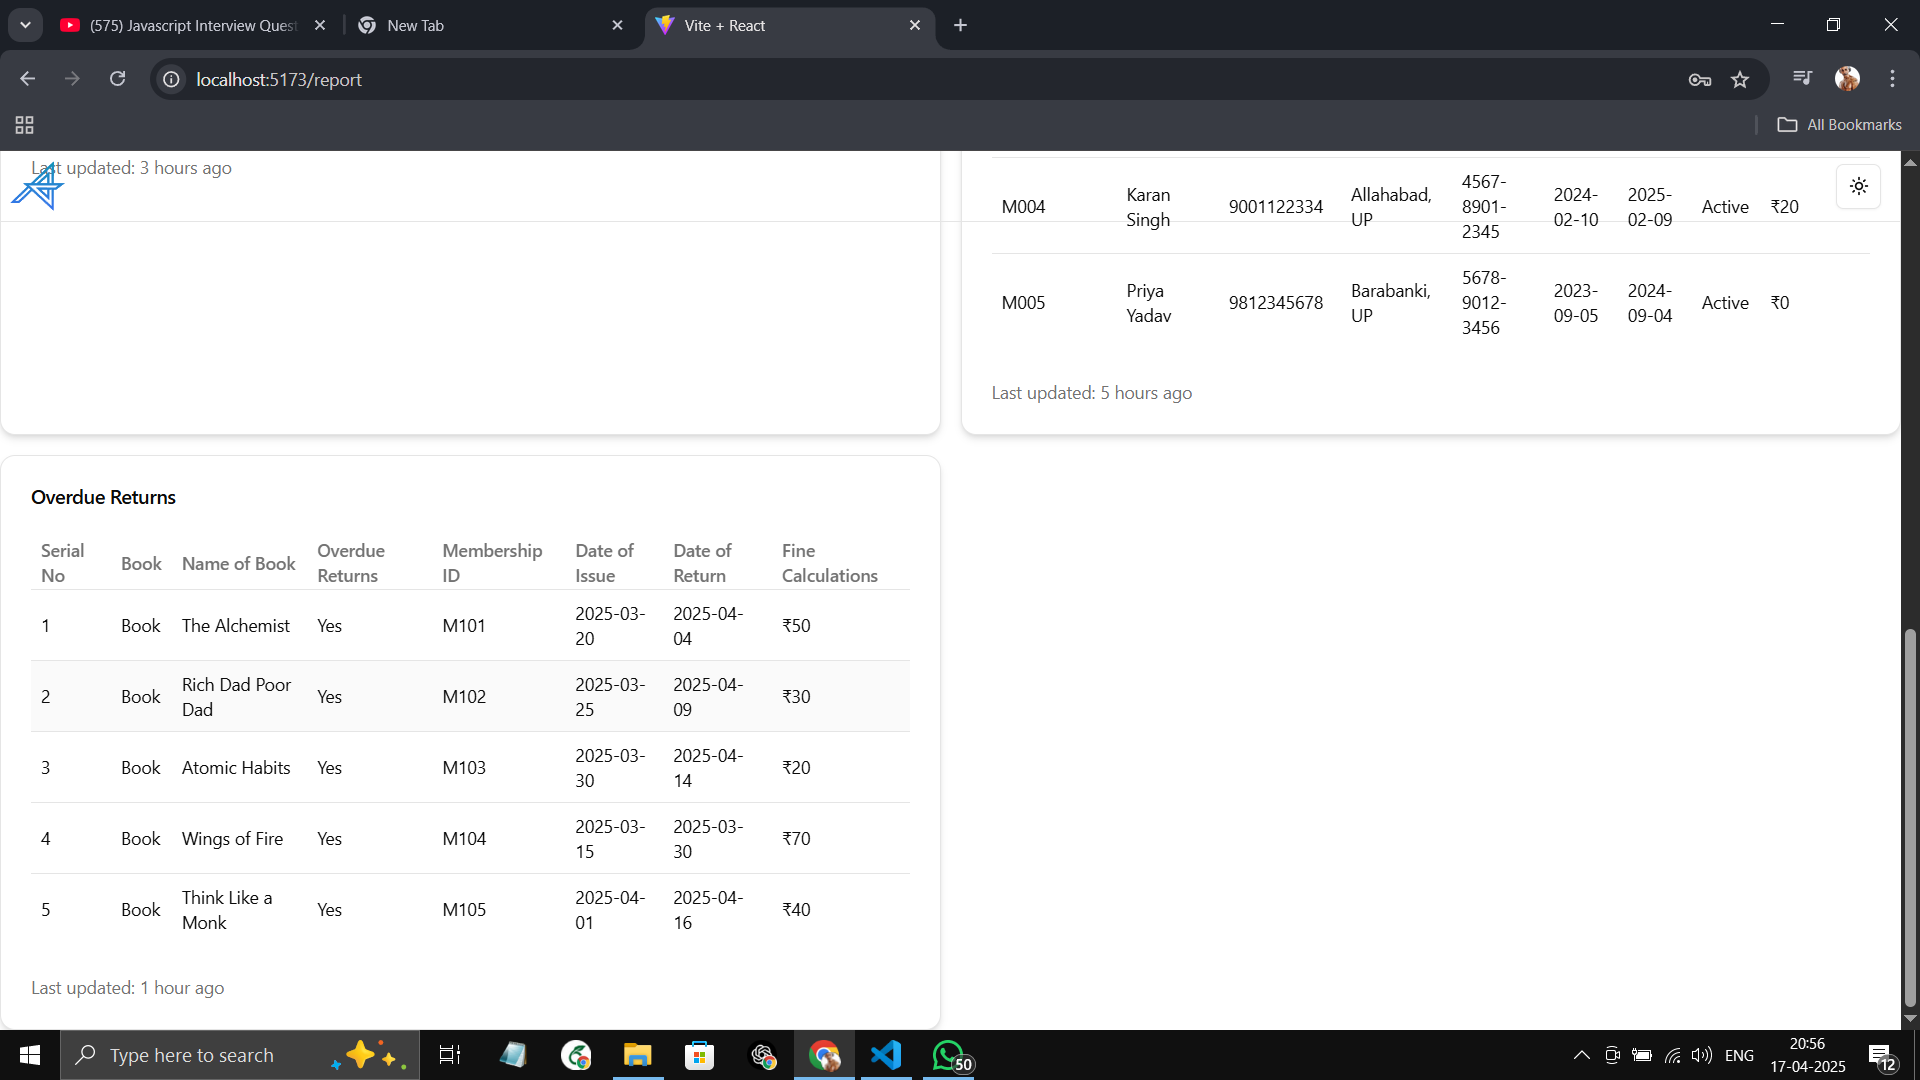 (575) Javascript Interview Quest
New Tab
Vite + React
localhost:5173/report
All Bookmarks
Last updated: 3 hours ago
M004 Karan Singh 9001122334 Allahabad, UP 4567-8901-2345 2024-02-10 2025-02-09 Active ₹20
M005 Priya Yadav 9812345678 Barabanki, UP 5678-9012-3456 2023-09-05 2024-09-04 Active ₹0
Last updated: 5 hours ago
Overdue Returns
Serial No Book Name of Book Overdue Returns Membership ID Date of Issue Date of Return Fine Calculations
1 Book The Alchemist Yes M101 2025-03-20 2025-04-04 ₹50
2 Book Rich Dad Poor Dad Yes M102 2025-03-25 2025-04-09 ₹30
3 Book Atomic Habits Yes M103 2025-03-30 2025-04-14 ₹20
4 Book Wings of Fire Yes M104 2025-03-15 2025-03-30 ₹70
5 Book Think Like a Monk Yes M105 2025-04-01 2025-04-16 ₹40
Last updated: 1 hour ago
Type here to search
50
ENG
20:56
17-04-2025
12